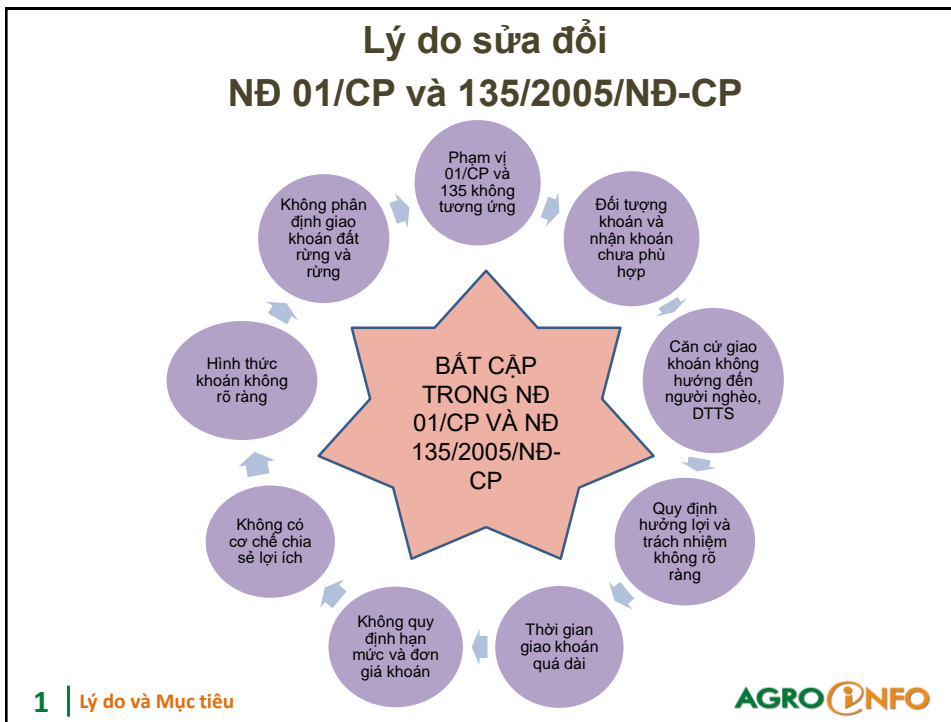 Lý do sửa đổi
NĐ 01/CP và 135/2005/NĐ-CP
Phạm vị
01/CP và
135 không
tương ứng
Đối tượng
khoán và
nhận khoán
chưa phù
hợp
Căn cứ giao
khoán không
hướng đến
người nghèo,
DTTS
Quy định
hưởng lợi và
trách nhiệm
không rõ
ràng
Thời gian
giao khoán
quá dài
Không quy
định hạn
mức và đơn
giá khoán
Không có
cơ chế chia
sẻ lợi ích
Hình thức
khoán không
rõ ràng
Không phân
định giao
khoán đất
rừng và
rừng
BẤT CẬP
TRONG NĐ
01/CP VÀ NĐ
135/2005/NĐ-
CP
1 | Lý do và Mục tiêu
AGROINFO